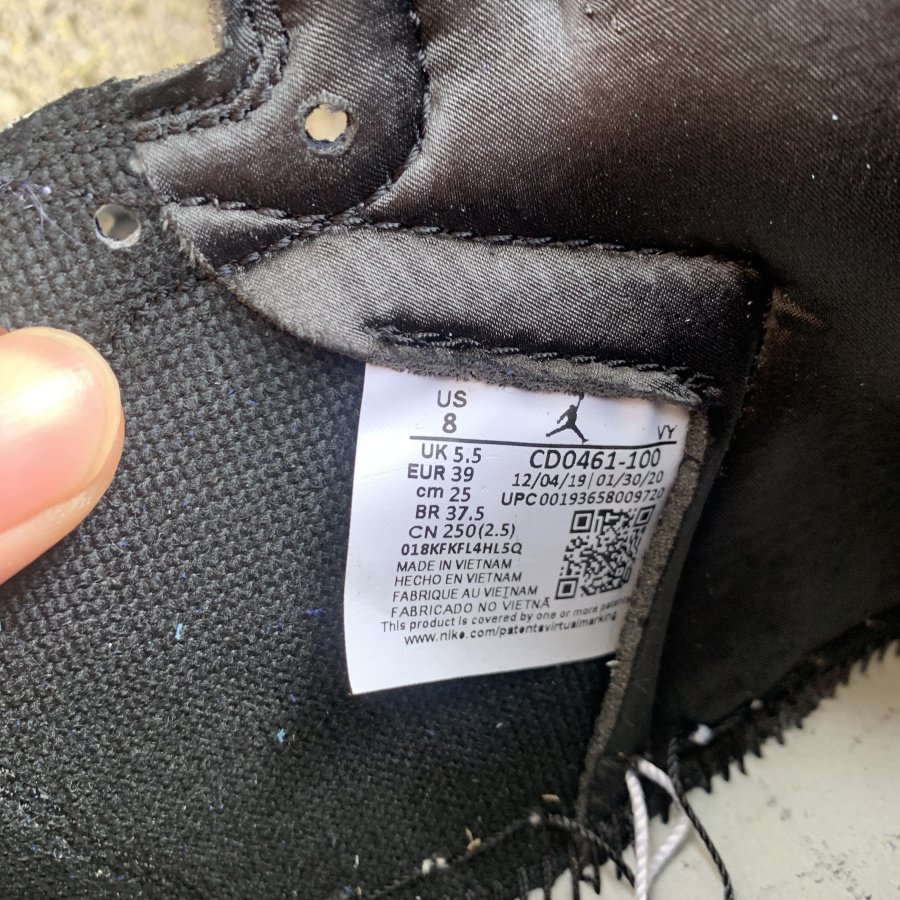 US
8
VY
UK 5.5
CD0461-100
EUR 39
12/04/19 | 01/30/20
cm 25
UPC 00193658009720
BR 37.5
CN 250(2.5)
018KFKFL4HL5Q
MADE IN VIETNAM
HECHO EN VIETNAM
FABRIQUE AU VIETNAM
FABRICADO NO VIETNÃ
This product is covered by one or more patents
www.nike.com/patentsvirtualmarking